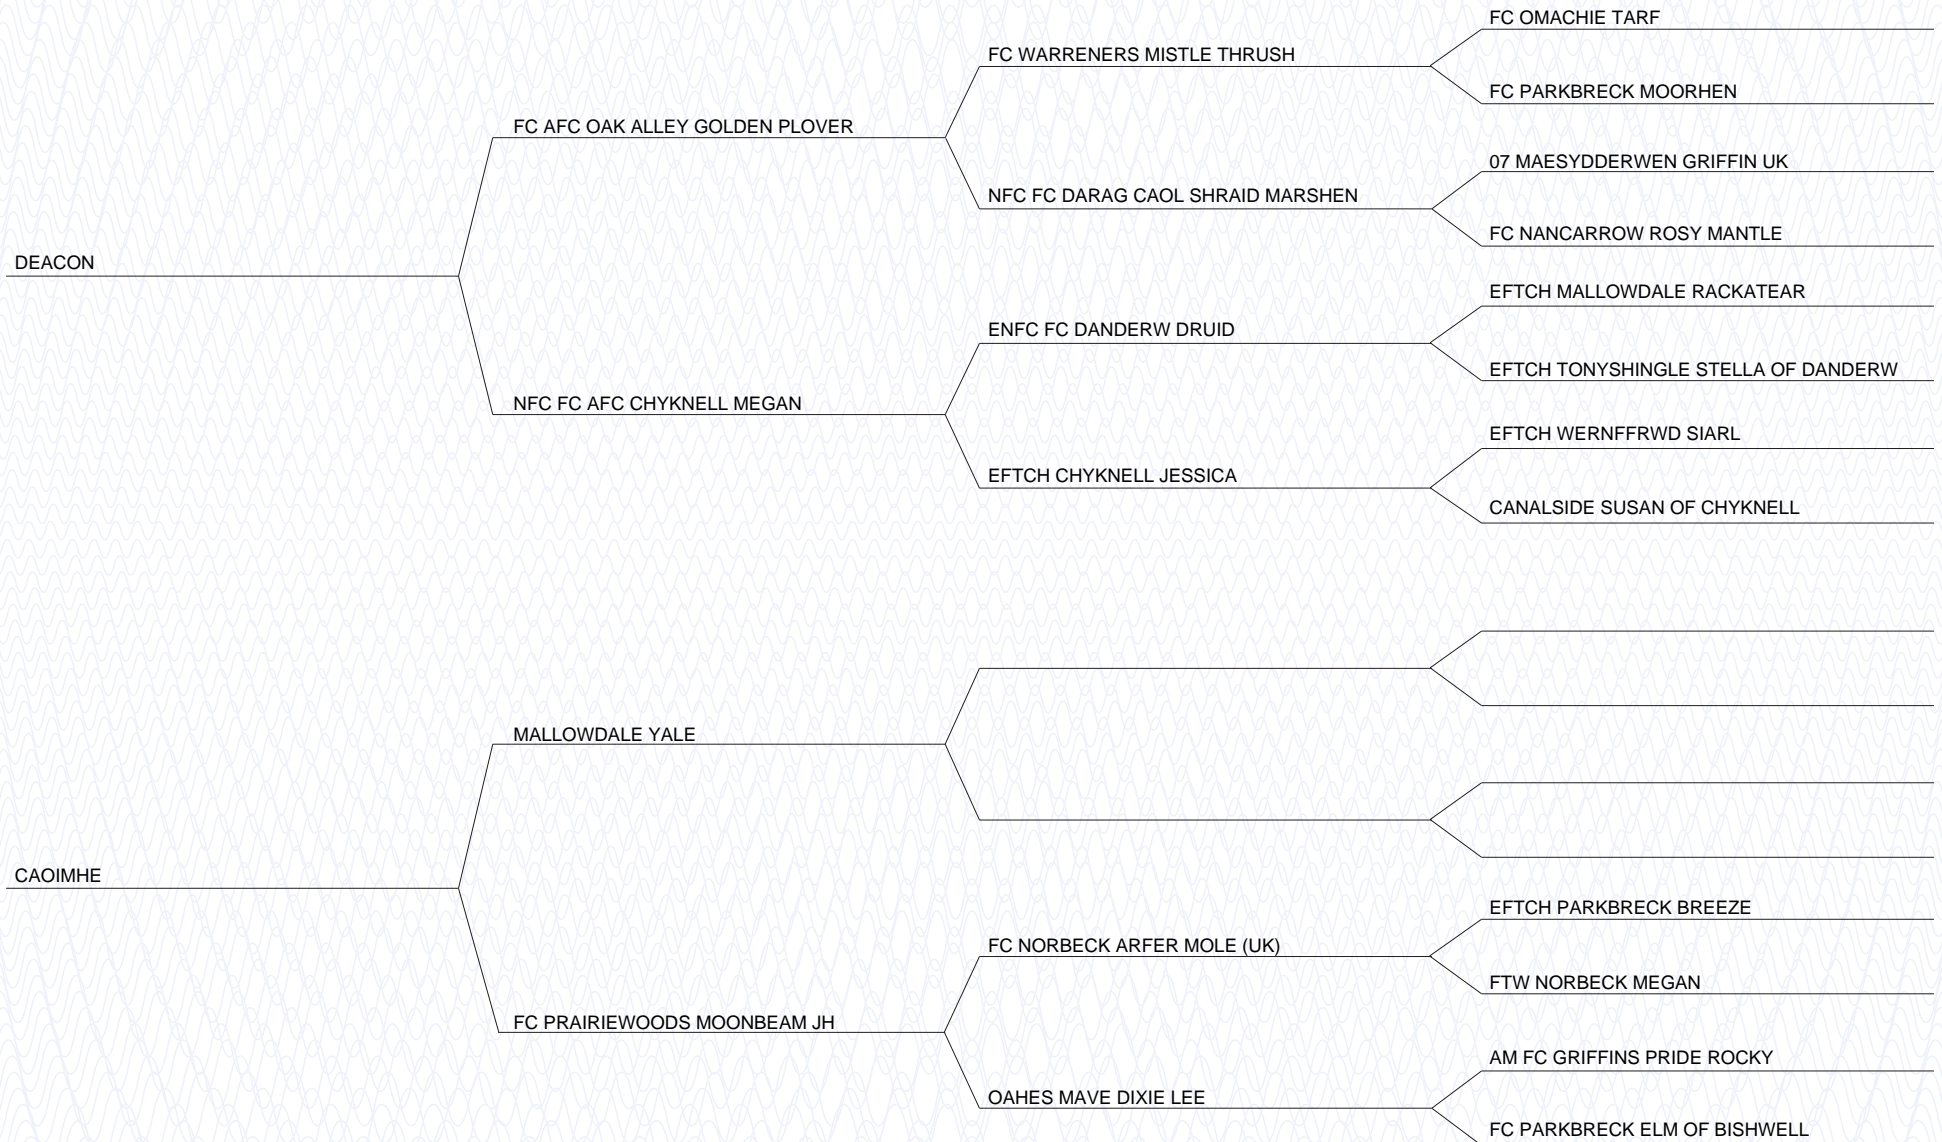 FC OMACHIE TARF
FC WARRENERS MISTLE THRUSH
FC PARKBRECK MOORHEN
FC AFC OAK ALLEY GOLDEN PLOVER
07 MAESYDDERWEN GRIFFIN UK
NFC FC DARAG CAOL SHRAID MARSHEN
FC NANCARROW ROSY MANTLE
DEACON
EFTCH MALLOWDALE RACKATEAR
ENFC FC DANDERW DRUID
EFTCH TONYSHINGLE STELLA OF DANDERW
NFC FC AFC CHYKNELL MEGAN
EFTCH WERNFFRWD SIARL
EFTCH CHYKNELL JESSICA
CANALSIDE SUSAN OF CHYKNELL
MALLOWDALE YALE
CAOIMHE
EFTCH PARKBRECK BREEZE
FC NORBECK ARFER MOLE (UK)
FTW NORBECK MEGAN
FC PRAIRIEWOODS MOONBEAM JH
AM FC GRIFFINS PRIDE ROCKY
OAHES MAVE DIXIE LEE
FC PARKBRECK ELM OF BISHWELL